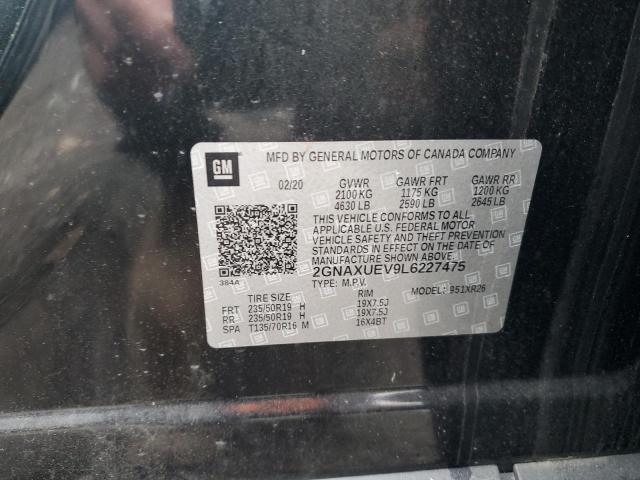 MFD BY GENERAL MOTORS OF CANADA COMPANY
GM
02/20 GVWR GAWR FRT GAWR RR
2100 KG 1175 KG 1200 KG
4630 LB 2590 LB 2645 LB
THIS VEHICLE CONFORMS TO ALL
APPLICABLE U.S. FEDERAL MOTOR
VEHICLE SAFETY AND THEFT PREVENTION
STANDARDS IN EFFECT ON THE DATE OF
MANUFACTURE SHOWN ABOVE.
2GNAXUEV9L6227475
384A
TYPE: M.P.V. MODEL: 951XR26
TIRE SIZE RIM
FRT 235/50R19 H 19X7.5J
RR 235/50R19 H 19X7.5J
SPA T135/70R16 M 16X4BT